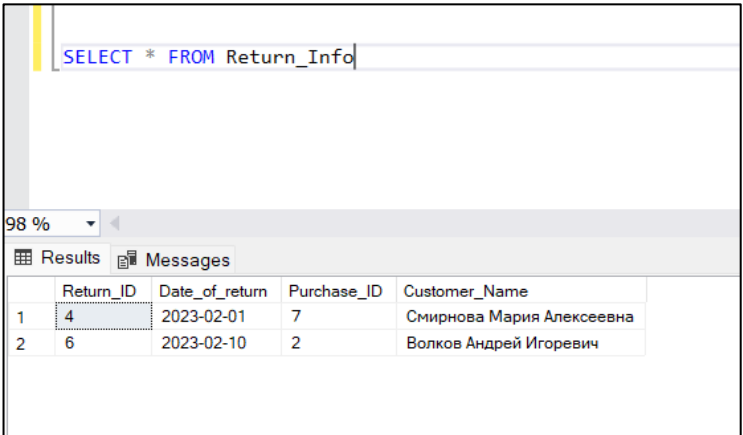 SELECT * FROM Return_Info
98 %
Results Messages
Return_ID Date_of_return Purchase_ID Customer_Name
1 4 2023-02-01 7 Смирнова Мария Алексеевна
2 6 2023-02-10 2 Волков Андрей Игоревич